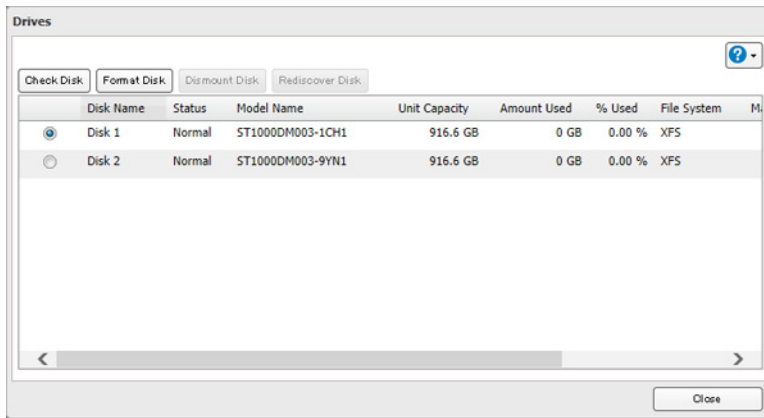 Drives
?
Check Disk Format Disk Dismount Disk Rediscover Disk
Disk Name Status Model Name Unit Capacity Amount Used % Used File System M
Disk 1 Normal ST1000DM003-1CH1 916.6 GB 0 GB 0.00 % XFS
Disk 2 Normal ST1000DM003-9YN1 916.6 GB 0 GB 0.00 % XFS
Close